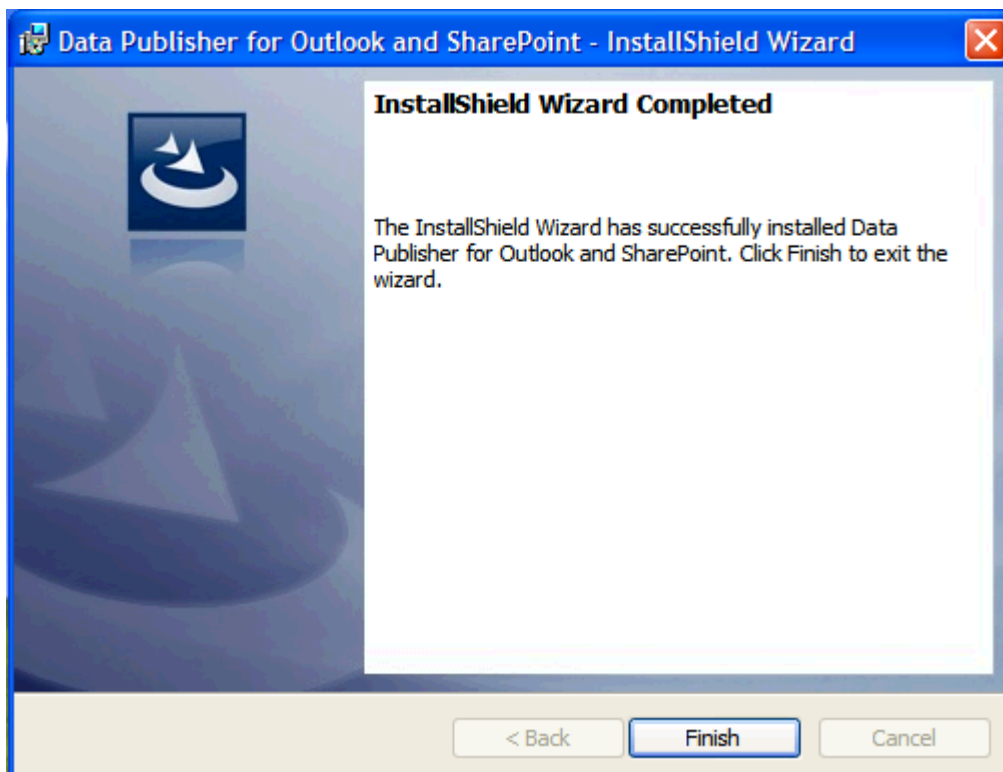 Data Publisher for Outlook and SharePoint - InstallShield Wizard
InstallShield Wizard Completed
The InstallShield Wizard has successfully installed Data
Publisher for Outlook and SharePoint. Click Finish to exit the
wizard.
< Back Finish Cancel